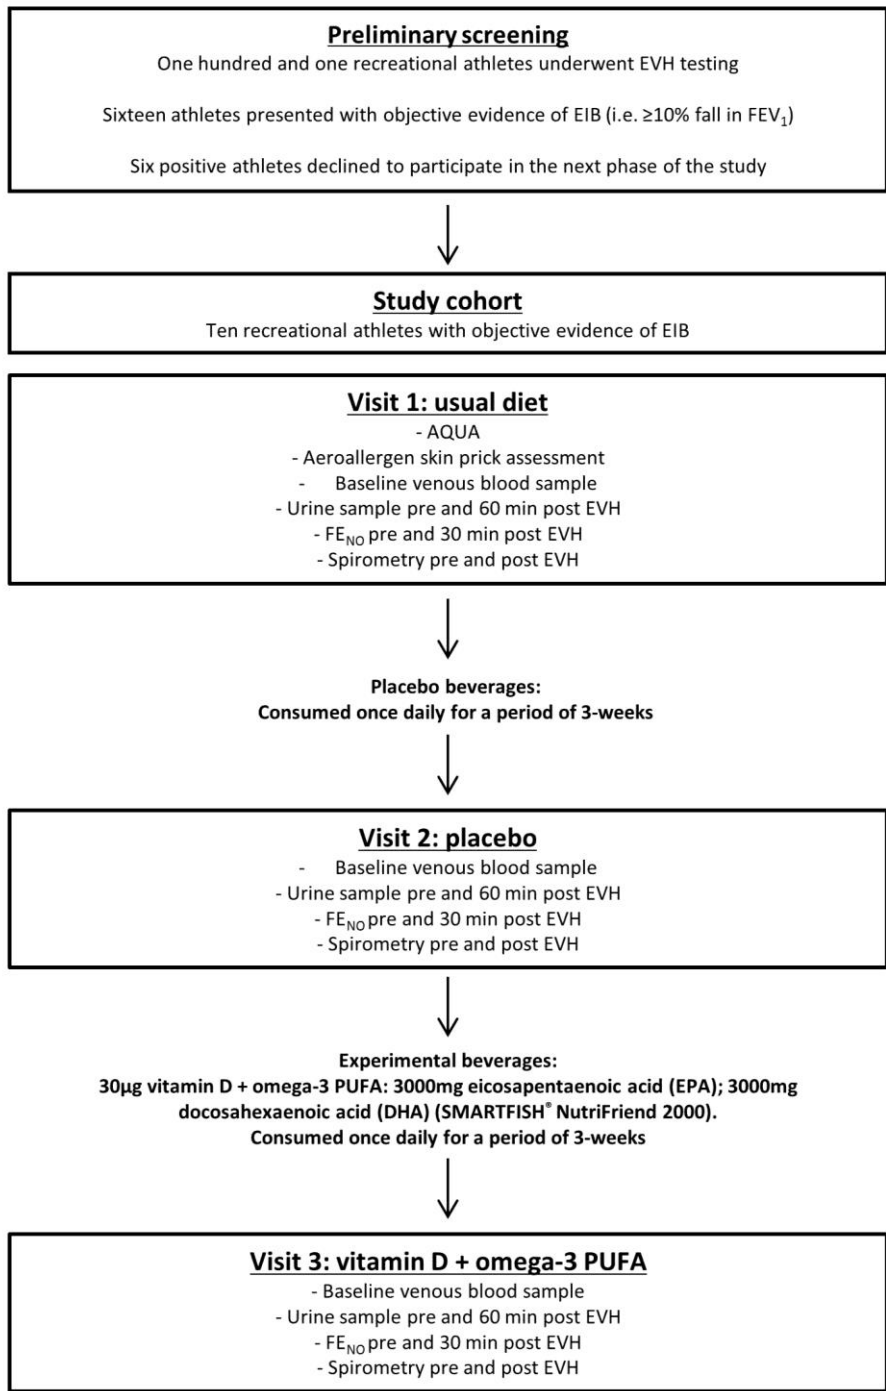 Preliminary screening
One hundred and one recreational athletes underwent EVH testing
Sixteen athletes presented with objective evidence of EIB (i.e. ≥10% fall in FEV₁)
Six positive athletes declined to participate in the next phase of the study
Study cohort
Ten recreational athletes with objective evidence of EIB
Visit 1: usual diet
- AQUA
- Aeroallergen skin prick assessment
- Baseline venous blood sample
- Urine sample pre and 60 min post EVH
- FE_NO pre and 30 min post EVH
- Spirometry pre and post EVH
Placebo beverages:
Consumed once daily for a period of 3-weeks
Visit 2: placebo
- Baseline venous blood sample
- Urine sample pre and 60 min post EVH
- FE_NO pre and 30 min post EVH
- Spirometry pre and post EVH
Experimental beverages:
30µg vitamin D + omega-3 PUFA: 3000mg eicosapentaenoic acid (EPA); 3000mg
docosahexaenoic acid (DHA) (SMARTFISH® NutriFriend 2000).
Consumed once daily for a period of 3-weeks
Visit 3: vitamin D + omega-3 PUFA
- Baseline venous blood sample
- Urine sample pre and 60 min post EVH
- FE_NO pre and 30 min post EVH
- Spirometry pre and post EVH